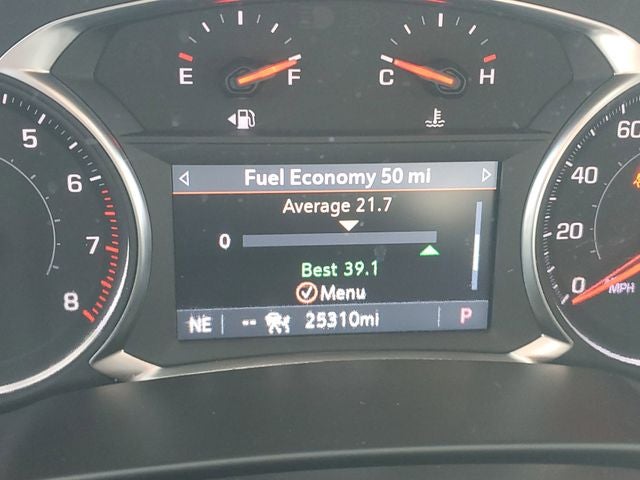 E F
C H
5
6
7
8
Fuel Economy 50 mi
Average 21.7
0
Best 39.1
Menu
NE -- 25310mi P
60
40
20
0
MPH